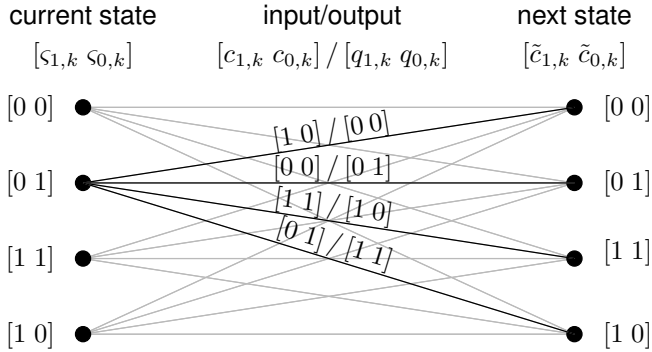 current state input/output next state
[ς1,k ς0,k] [c1,k c0,k] / [q1,k q0,k] [c̃1,k c̃0,k]
[0 0] [0 0]
[1 0] / [0 0]
[0 1] [0 0] / [0 1] [0 1]
[1 1] / [1 0]
[0 1] / [1 1]
[1 1] [1 1]
[1 0] [1 0]